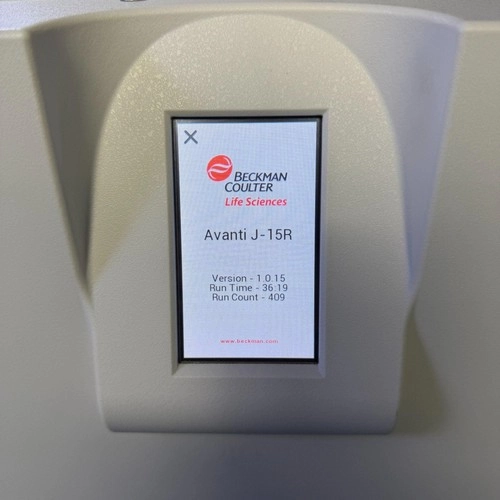 BECKMAN
COULTER
Life Sciences
Avanti J-15R
Version - 1.0.15
Run Time - 36:19
Run Count - 409
www.beckman.com